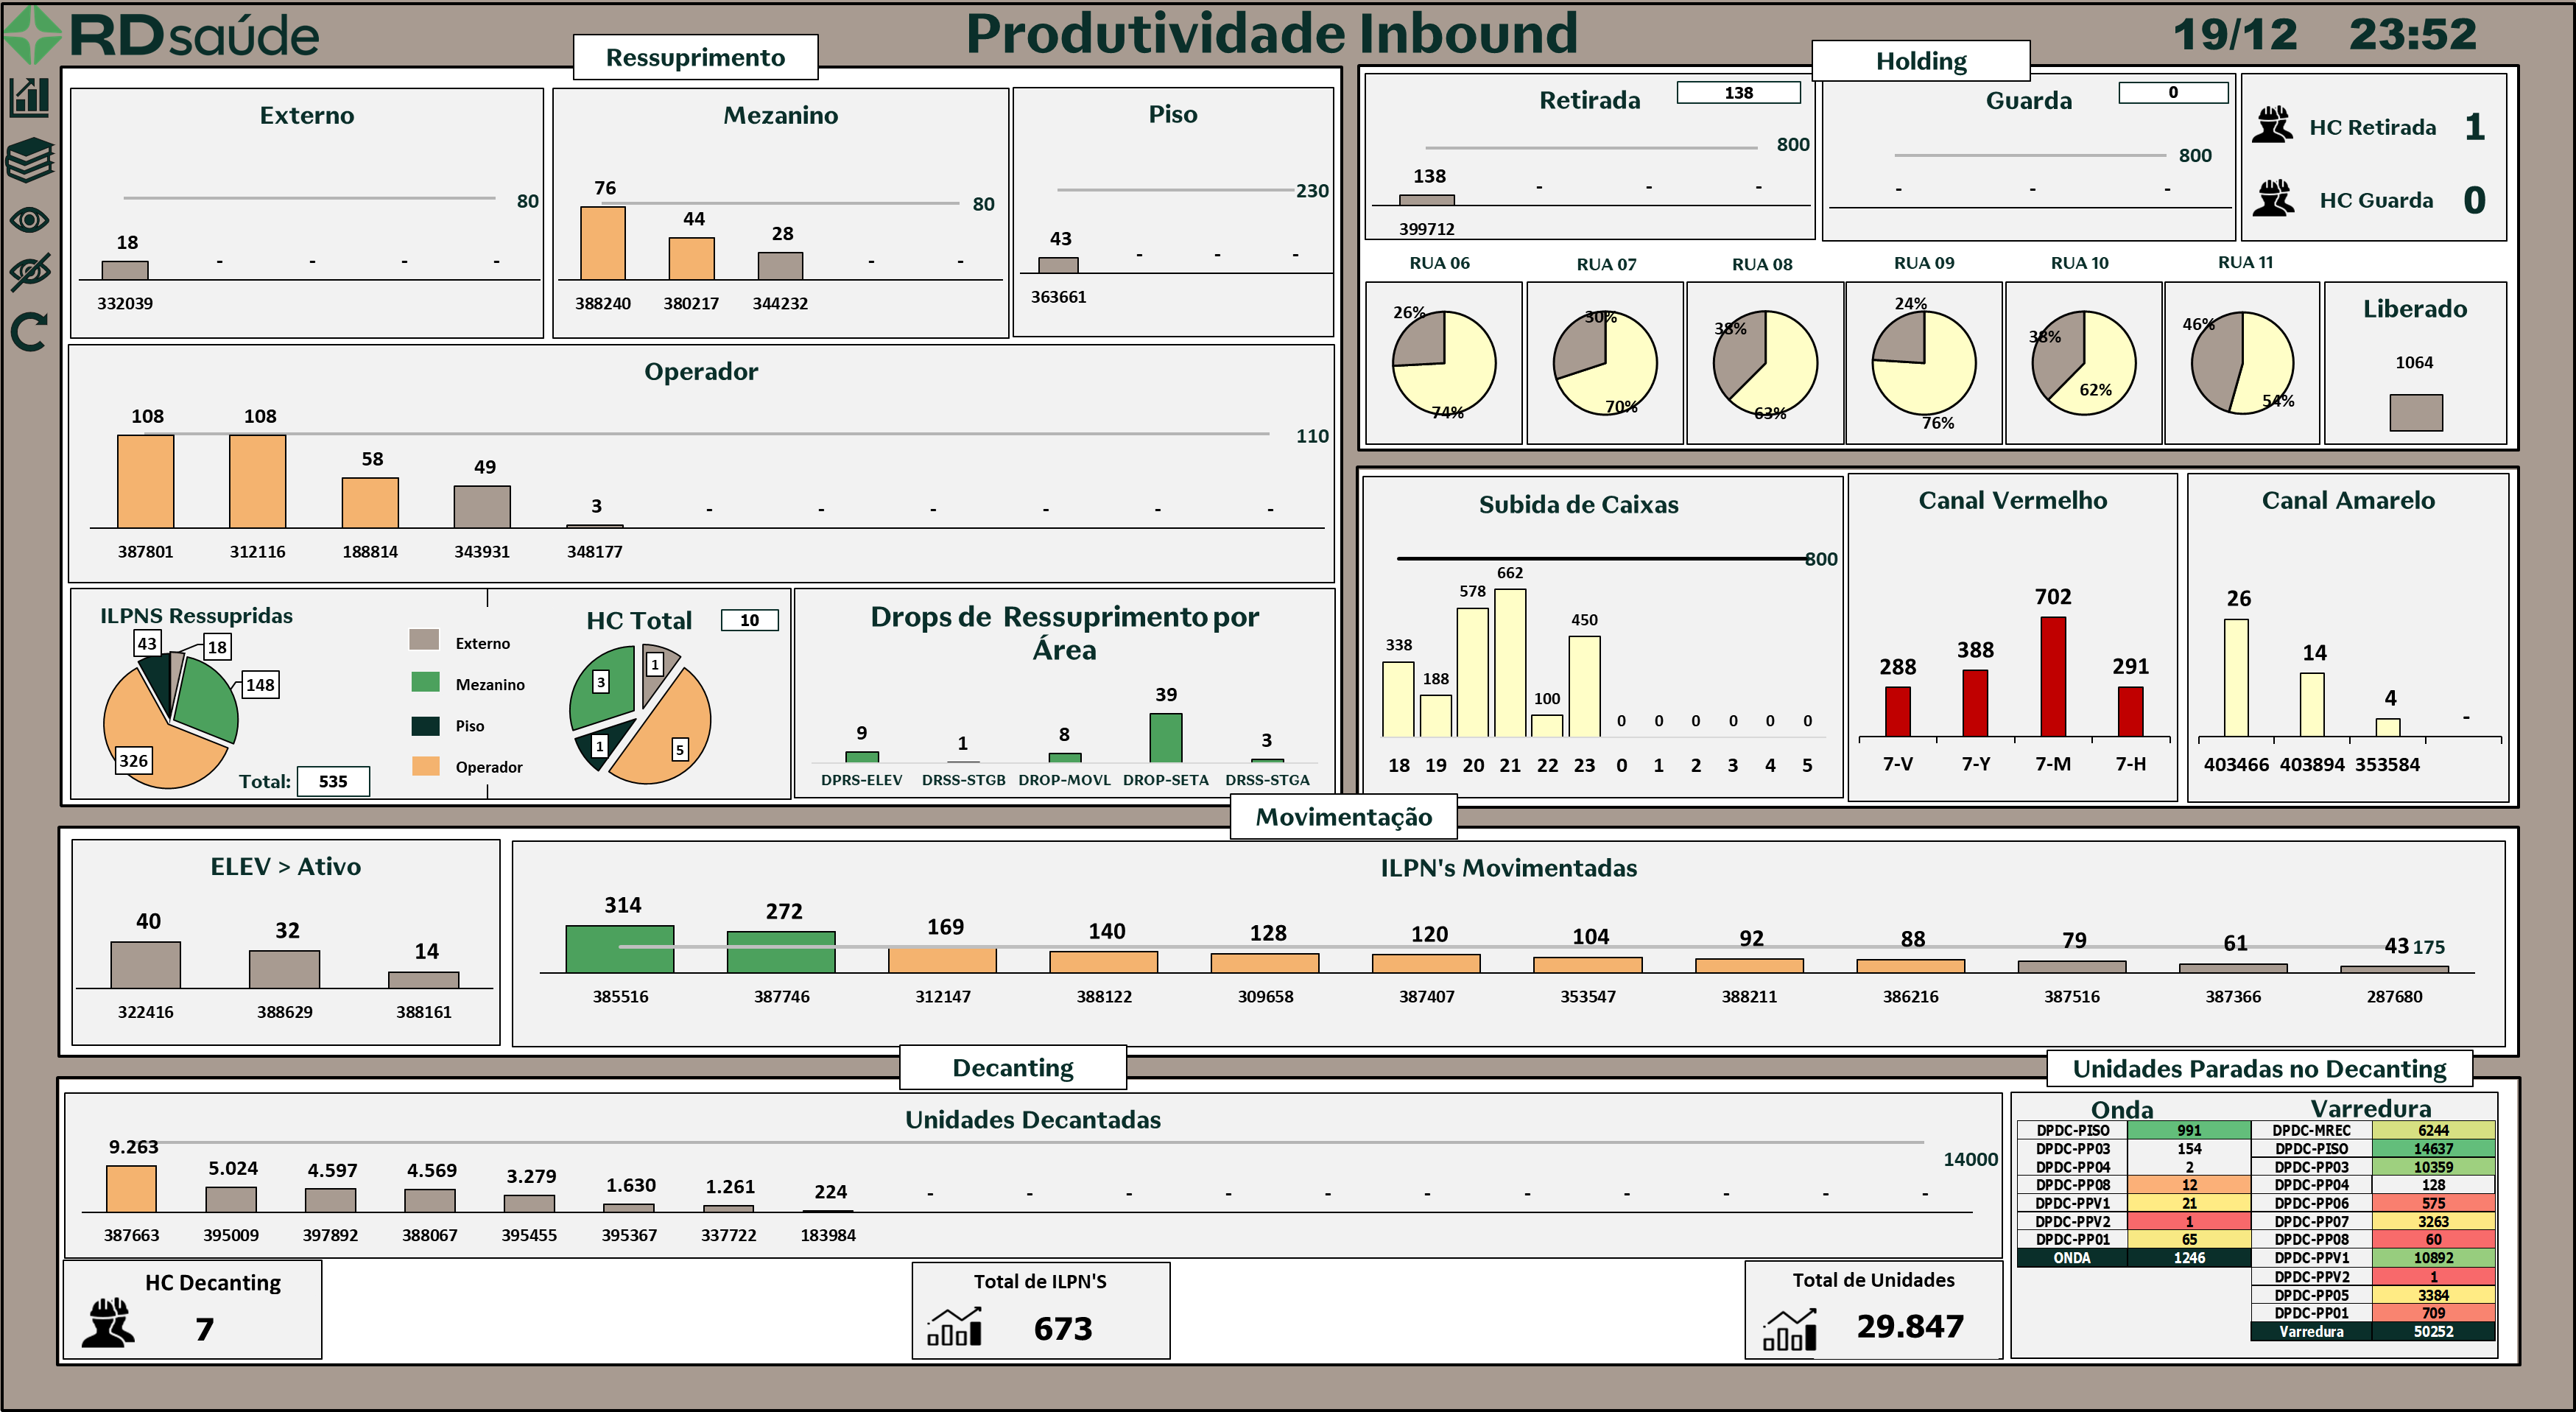 RDsaúde
Produtividade Inbound
19/12 23:52
Ressuprimento
Externo
80
18 - - - -
332039
Mezanino
80
76 44 28 - -
388240 380217 344232
Piso
230
43 - - -
363661
Operador
110
108 108 58 49 3 - - - - - -
387801 312116 188814 343931 348177
ILPNS Ressupridas
43
18
148
326
Total: 535
Externo
Mezanino
Piso
Operador
HC Total 10
1
3
1
5
Drops de Ressuprimento por
Área
9 1 8 39 3
DPRS-ELEV DRSS-STGB DROP-MOVL DROP-SETA DRSS-STGA
Holding
Retirada 138
800
138 - - -
399712
Guarda 0
800
- - -
HC Retirada 1
HC Guarda 0
RUA 06 RUA 07 RUA 08 RUA 09 RUA 10 RUA 11
26% 74%
30% 70%
38% 63%
24% 76%
38% 62%
46% 54%
Liberado
1064
Subida de Caixas
800
338 188 578 662 100 450 0 0 0 0 0 0
18 19 20 21 22 23 0 1 2 3 4 5
Canal Vermelho
288 388 702 291
7-V 7-Y 7-M 7-H
Canal Amarelo
26 14 4 -
403466 403894 353584
Movimentação
ELEV > Ativo
40 32 14
322416 388629 388161
ILPN's Movimentadas
314 272 169 140 128 120 104 92 88 79 61 43 175
385516 387746 312147 388122 309658 387407 353547 388211 386216 387516 387366 287680
Decanting
Unidades Decantadas
14000
9.263 5.024 4.597 4.569 3.279 1.630 1.261 224 - - - - - - - - - - -
387663 395009 397892 388067 395455 395367 337722 183984
HC Decanting
7
Total de ILPN'S
673
Total de Unidades
29.847
Unidades Paradas no Decanting
Onda
DPDC-PISO 991
DPDC-PP03 154
DPDC-PP04 2
DPDC-PP08 12
DPDC-PPV1 21
DPDC-PPV2 1
DPDC-PP01 65
ONDA 1246
Varredura
DPDC-MREC 6244
DPDC-PISO 14637
DPDC-PP03 10359
DPDC-PP04 128
DPDC-PP06 575
DPDC-PP07 3263
DPDC-PP08 60
DPDC-PPV1 10892
DPDC-PPV2 1
DPDC-PP05 3384
DPDC-PP01 709
Varredura 50252